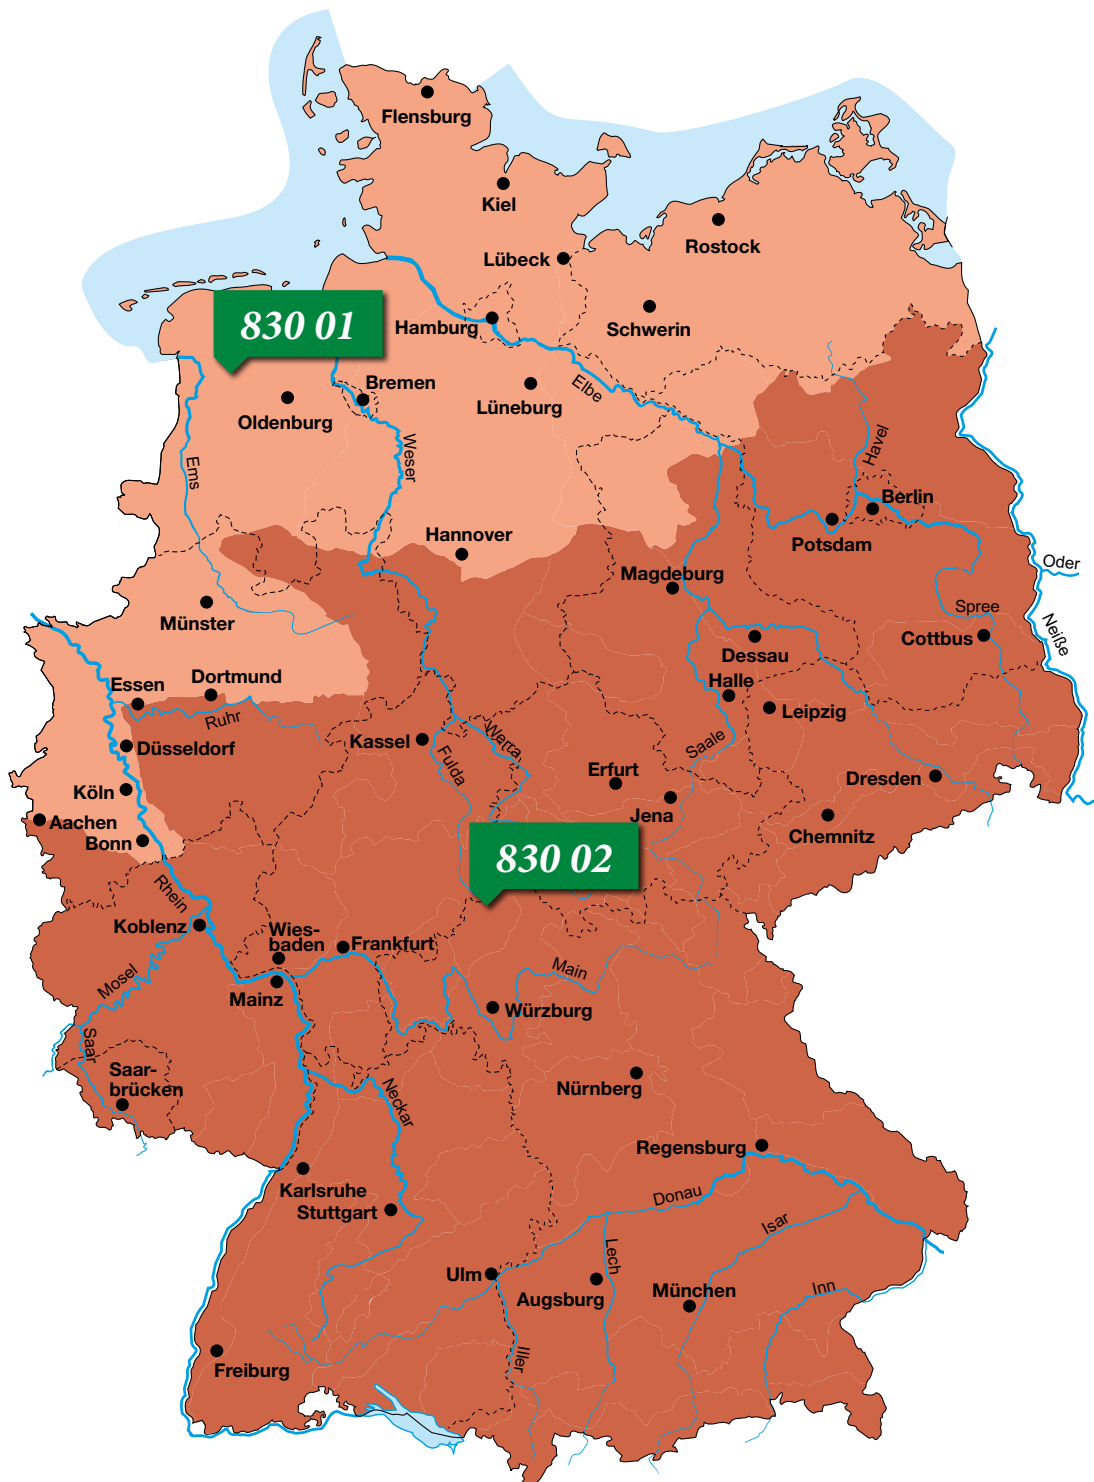 Flensburg
Kiel
Rostock
Lübeck
830 01
Hamburg
Schwerin
Bremen
Elbe
Lüneburg
Oldenburg
Weser
Havel
Ems
Berlin
Hannover
Potsdam
Oder
Magdeburg
Münster
Spree
Neiße
Cottbus
Dessau
Essen
Dortmund
Halle
Leipzig
Ruhr
Düsseldorf
Kassel
Werra
Saale
Fulda
Erfurt
Dresden
Köln
Aachen
Jena
Chemnitz
Bonn
830 02
Rhein
Koblenz
Wies-
baden
Frankfurt
Main
Mosel
Mainz
Würzburg
Saar
Saar-
brücken
Neckar
Nürnberg
Regensburg
Karlsruhe
Donau
Stuttgart
Isar
Lech
Ulm
Augsburg
München
Inn
Iller
Freiburg